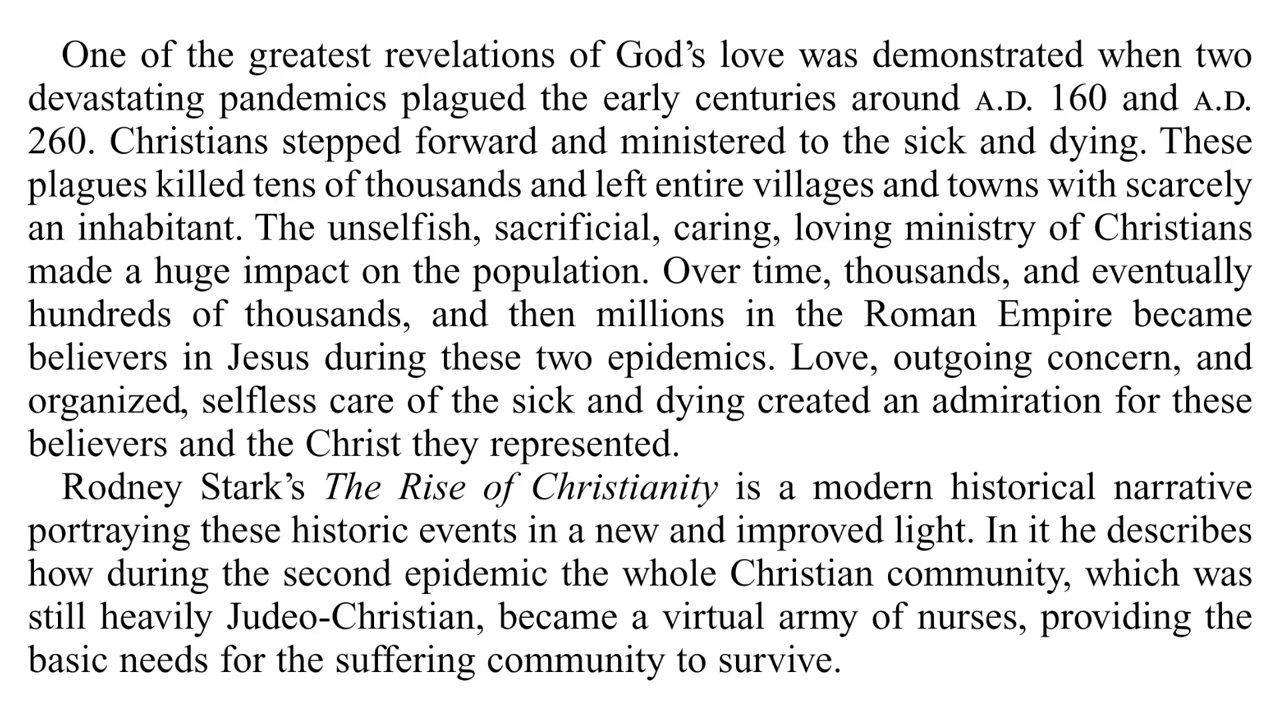 One of the greatest revelations of God’s love was demonstrated when two
devastating pandemics plagued the early centuries around A.D. 160 and A.D.
260. Christians stepped forward and ministered to the sick and dying. These
plagues killed tens of thousands and left entire villages and towns with scarcely
an inhabitant. The unselfish, sacrificial, caring, loving ministry of Christians
made a huge impact on the population. Over time, thousands, and eventually
hundreds of thousands, and then millions in the Roman Empire became
believers in Jesus during these two epidemics. Love, outgoing concern, and
organized, selfless care of the sick and dying created an admiration for these
believers and the Christ they represented.
Rodney Stark’s The Rise of Christianity is a modern historical narrative
portraying these historic events in a new and improved light. In it he describes
how during the second epidemic the whole Christian community, which was
still heavily Judeo-Christian, became a virtual army of nurses, providing the
basic needs for the suffering community to survive.